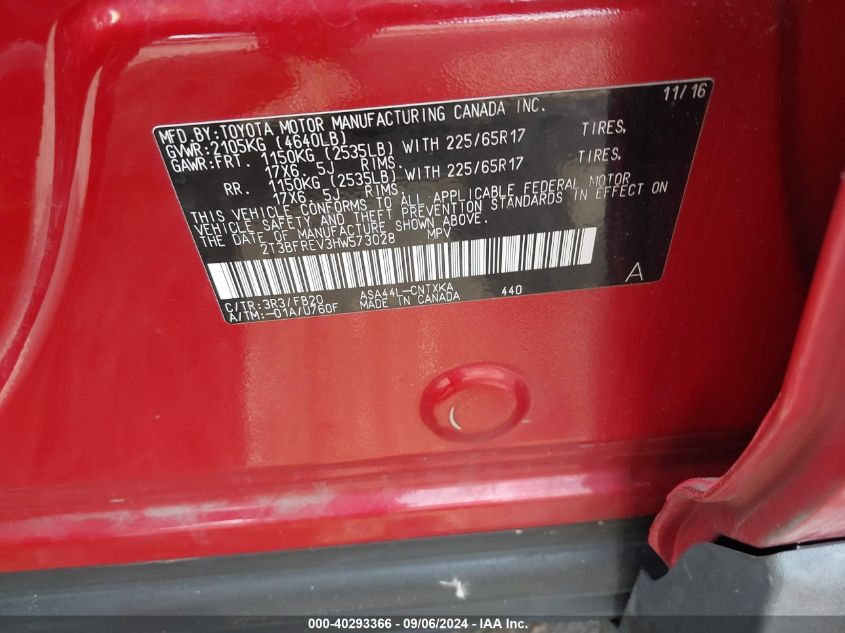 MFD.BY:TOYOTA MOTOR MANUFACTURING CANADA INC. 11/16
GVWR:2105KG (4640LB)
GAWR:FRT. 1150KG (2535LB) WITH 225/65R17 TIRES,
17X6.5J RIMS.
RR. 1150KG (2535LB) WITH 225/65R17 TIRES,
17X6.5J RIMS.
THIS VEHICLE CONFORMS TO ALL APPLICABLE FEDERAL MOTOR
VEHICLE SAFETY AND THEFT PREVENTION STANDARDS IN EFFECT ON
THE DATE OF MANUFACTURE SHOWN ABOVE.
2T3BFREV3HW573028 MPV
A
C/TR:3R3/FB20 ASA44L-CNTXKA 440
A/TM:-01A/U760F MADE IN CANADA
000-40293366 - 09/06/2024 - IAA Inc.